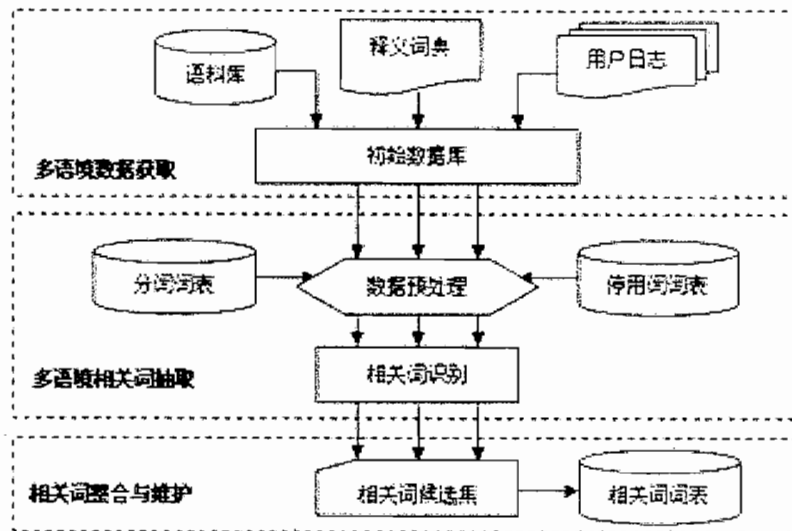 语料库
释义词典
用户日志
初始数据库
多语境数据获取
分词词表
数据预处理
停用词词表
相关词识别
多语境相关词抽取
相关词候选集
相关词词表
相关词整合与维护